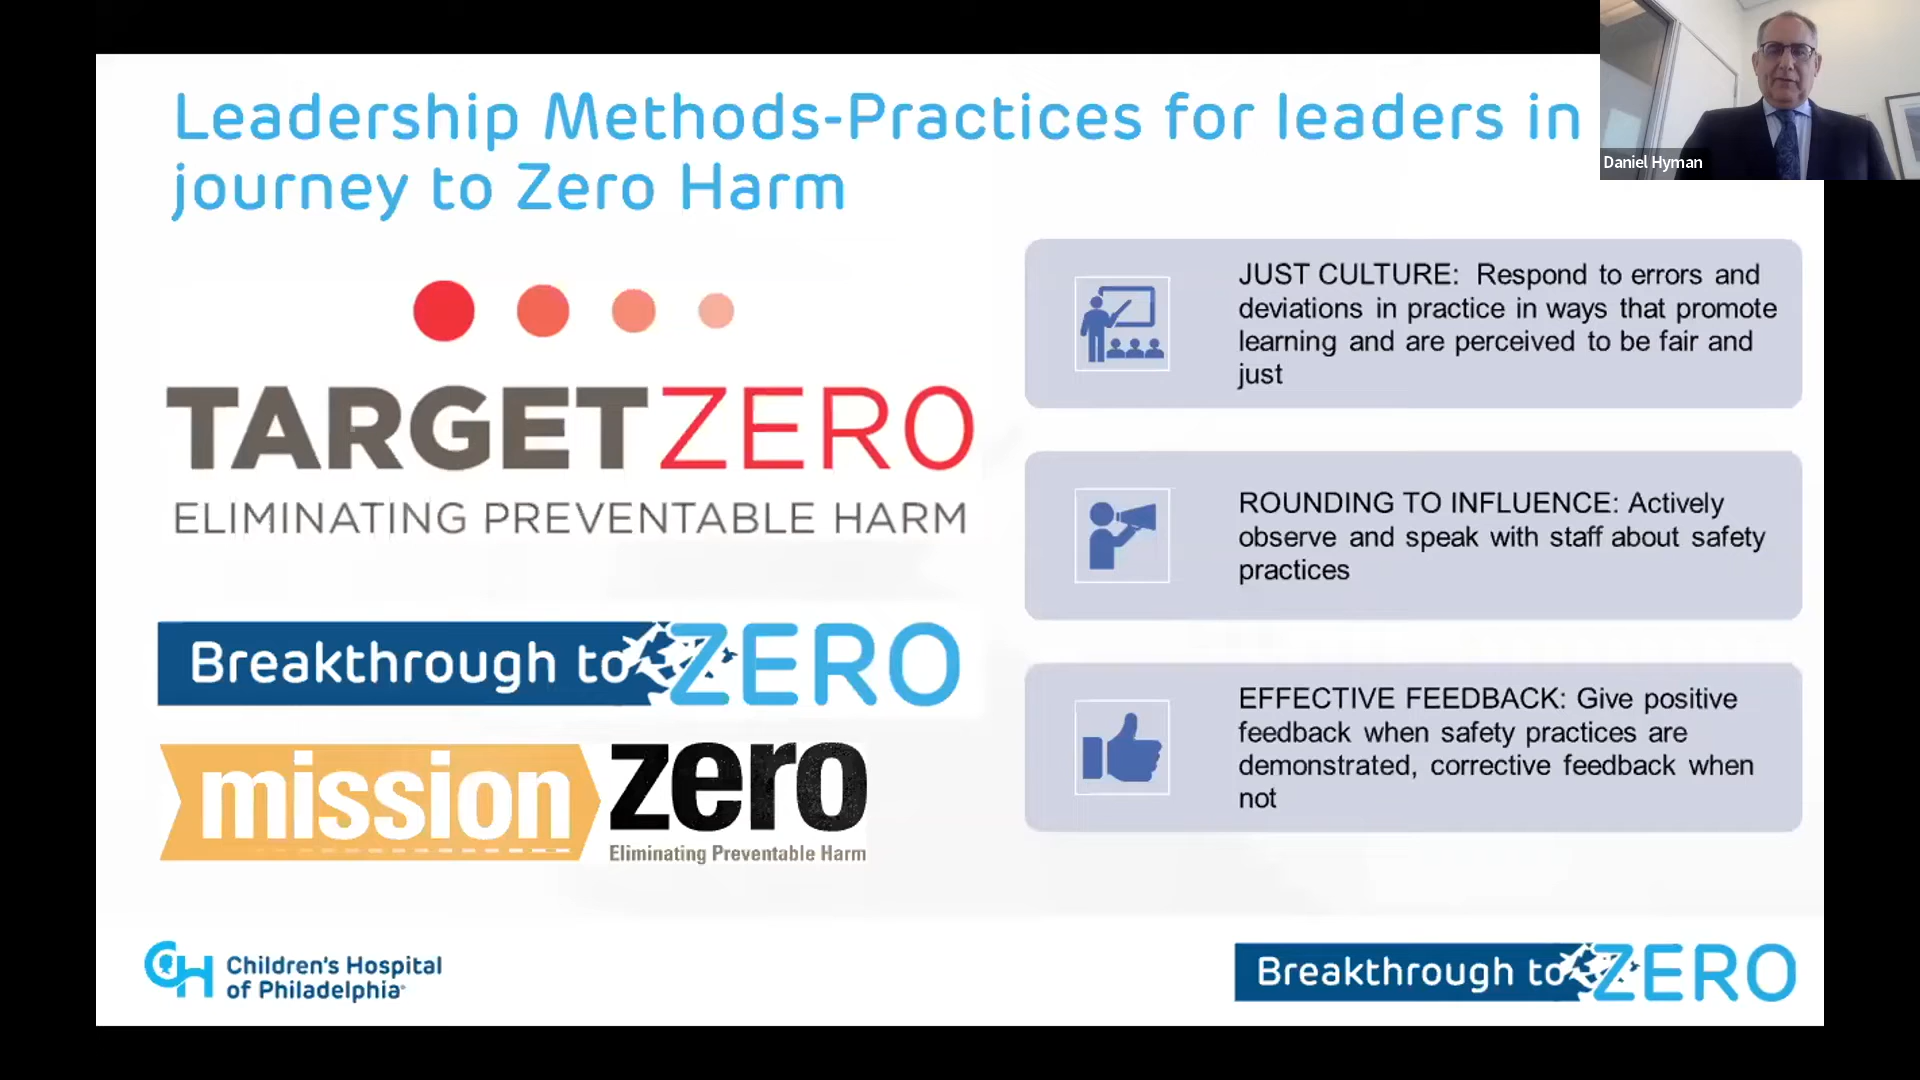 Leadership Methods-Practices for leaders in
journey to Zero Harm
Daniel Hyman
TARGETZERO
ELIMINATING PREVENTABLE HARM
Breakthrough to ZERO
mission zero
Eliminating Preventable Harm
JUST CULTURE: Respond to errors and
deviations in practice in ways that promote
learning and are perceived to be fair and
just
ROUNDING TO INFLUENCE: Actively
observe and speak with staff about safety
practices
EFFECTIVE FEEDBACK: Give positive
feedback when safety practices are
demonstrated, corrective feedback when
not
CH Children's Hospital
of Philadelphia
Breakthrough to ZERO